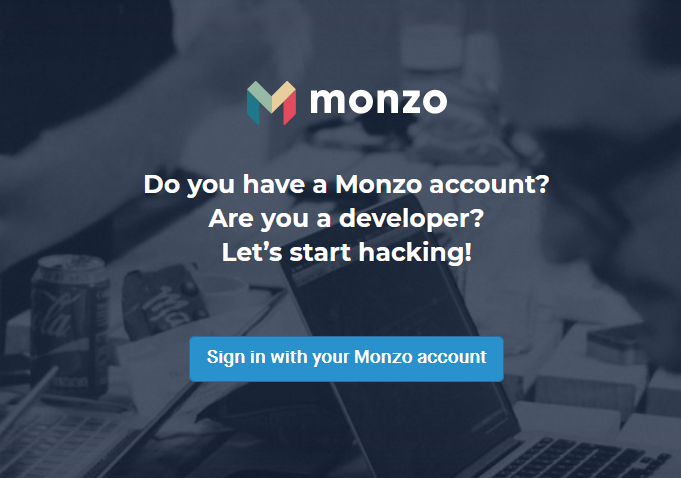 monzo
Do you have a Monzo account?
Are you a developer?
Let’s start hacking!
Sign in with your Monzo account